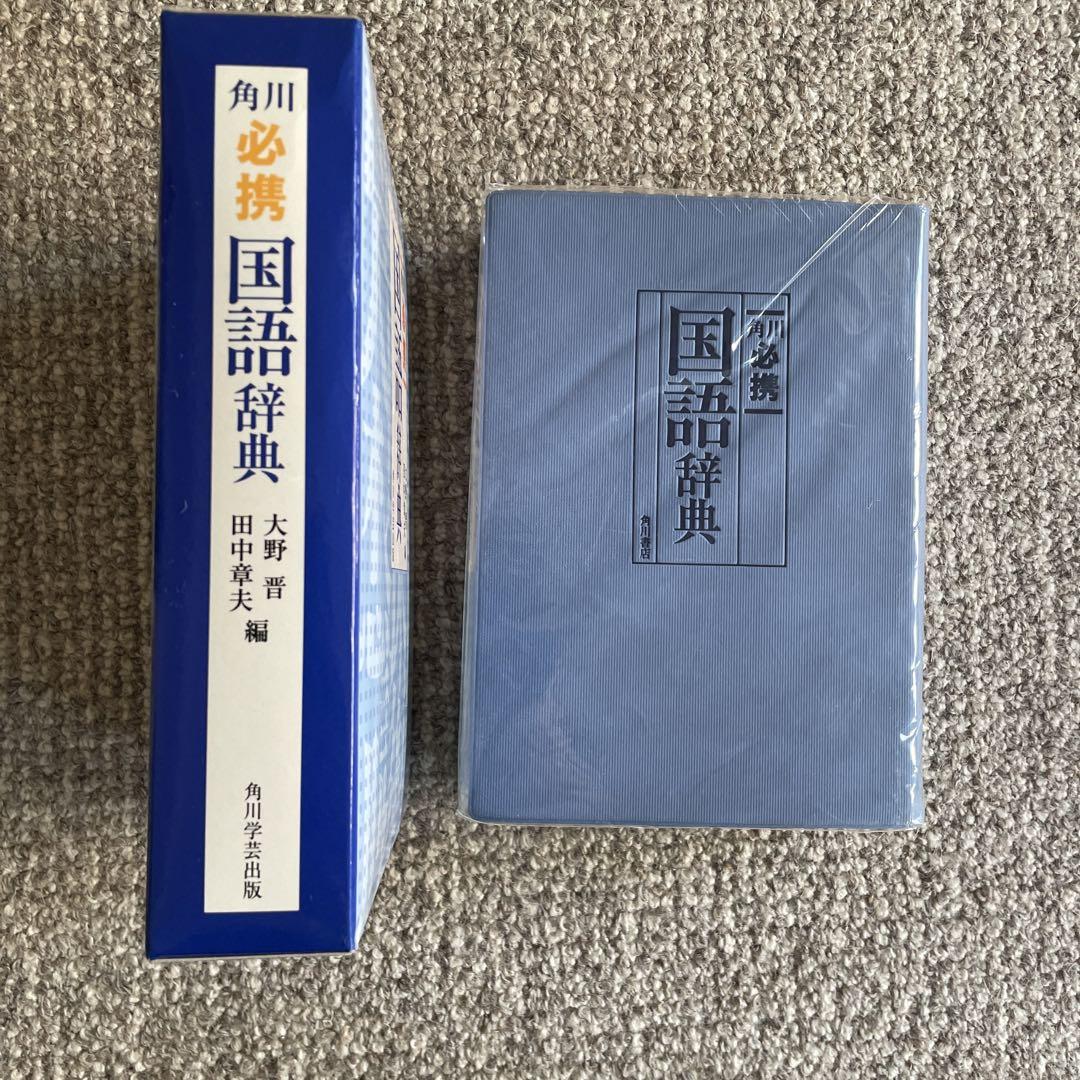 角川
必携
国語辞典
大野 晋
田中章夫
編
角川学芸出版
角川
必携
国語辞典
角川書店